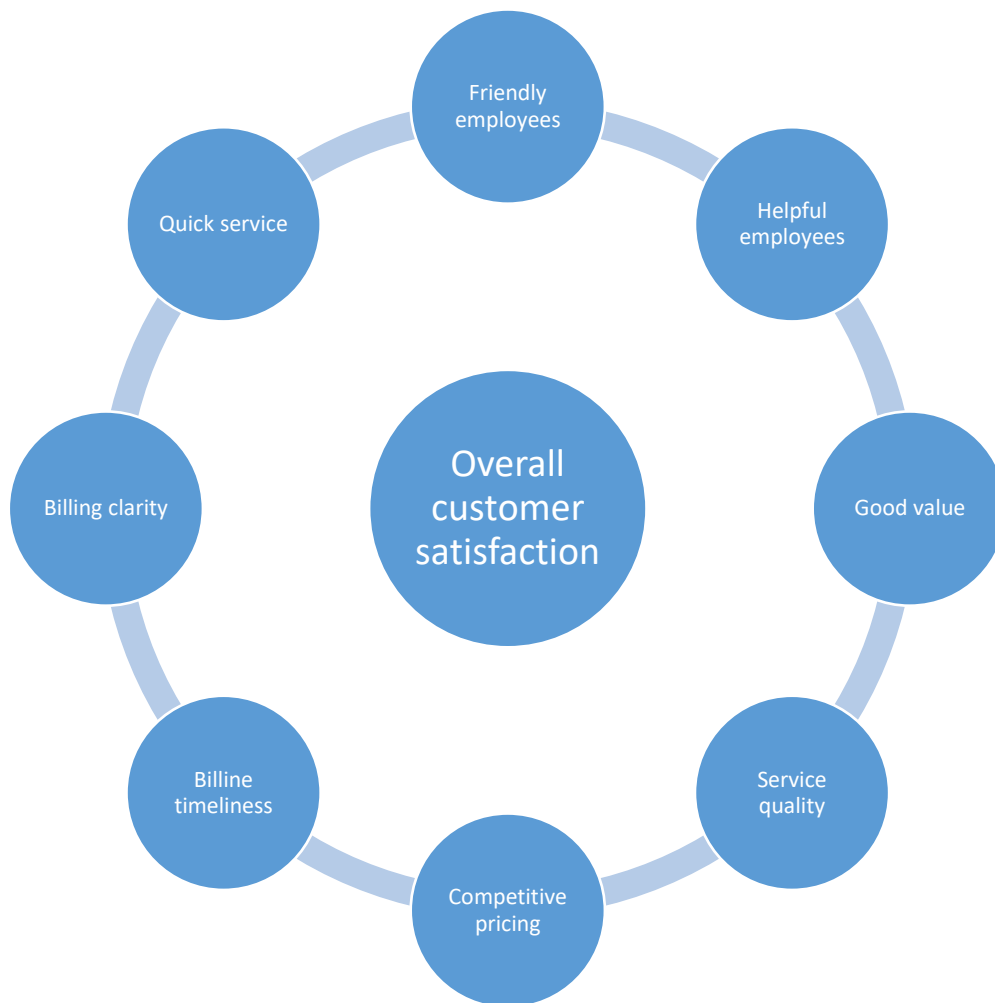 Friendly
employees
Helpful
employees
Good value
Service
quality
Competitive
pricing
Billine
timeliness
Billing clarity
Quick service
Overall
customer
satisfaction